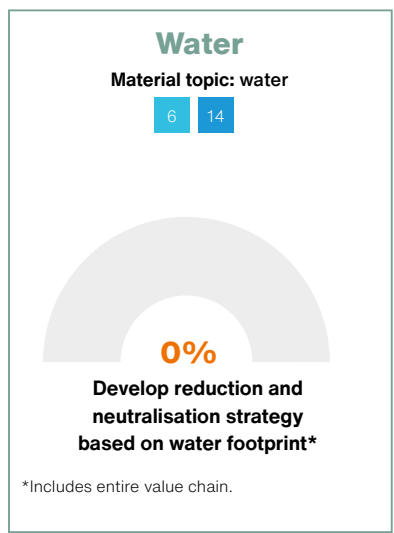 Water
Material topic: water
6 14
0%
Develop reduction and
neutralisation strategy
based on water footprint*
*Includes entire value chain.